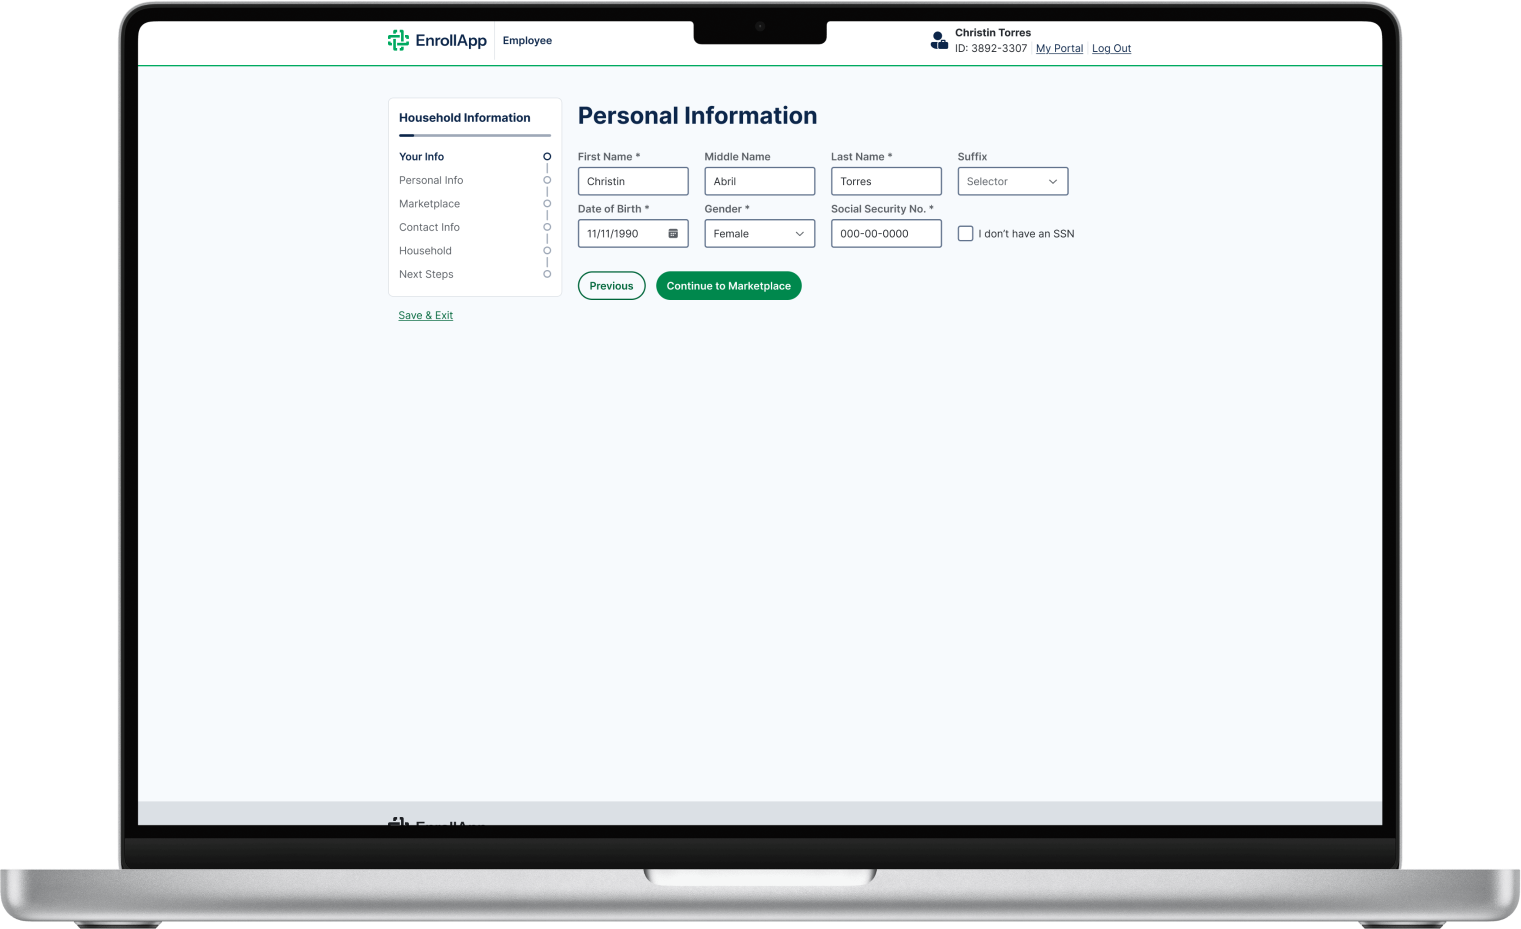 EnrollApp
Employee
Christin Torres
ID: 3892-3307 My Portal Log Out
Household Information
Your Info
Personal Info
Marketplace
Contact Info
Household
Next Steps
Save & Exit
Personal Information
First Name * Middle Name Last Name * Suffix
Christin Abril Torres Selector
Date of Birth * Gender * Social Security No. *
11/11/1990 Female 000-00-0000 I don't have an SSN
Previous Continue to Marketplace
EnrollApp